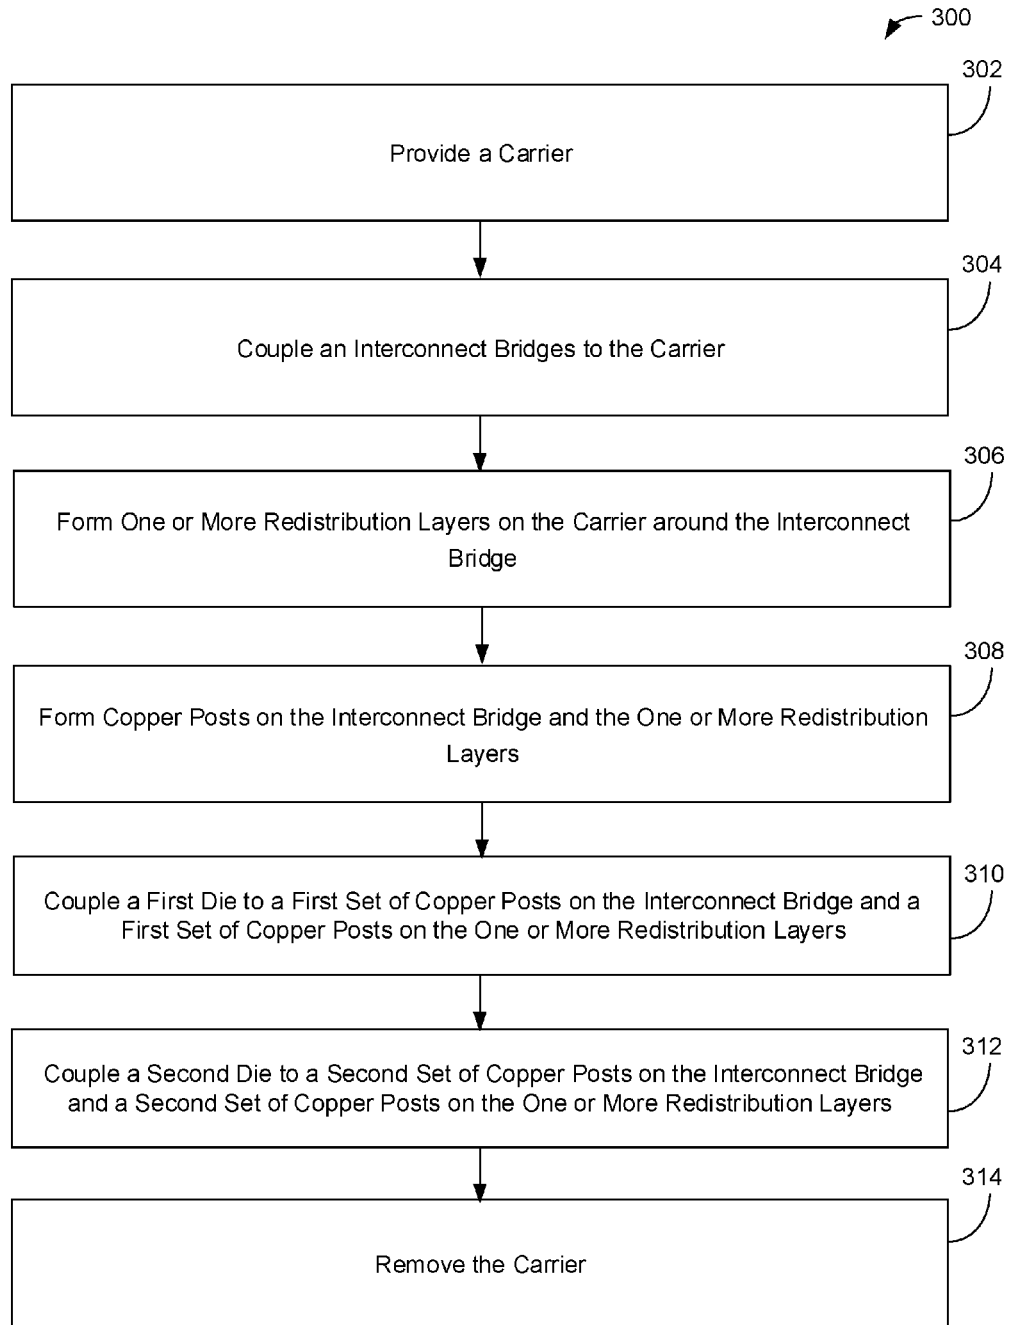 300
302
Provide a Carrier
304
Couple an Interconnect Bridges to the Carrier
306
Form One or More Redistribution Layers on the Carrier around the Interconnect
Bridge
308
Form Copper Posts on the Interconnect Bridge and the One or More Redistribution
Layers
310
Couple a First Die to a First Set of Copper Posts on the Interconnect Bridge and a
First Set of Copper Posts on the One or More Redistribution Layers
312
Couple a Second Die to a Second Set of Copper Posts on the Interconnect Bridge
and a Second Set of Copper Posts on the One or More Redistribution Layers
314
Remove the Carrier